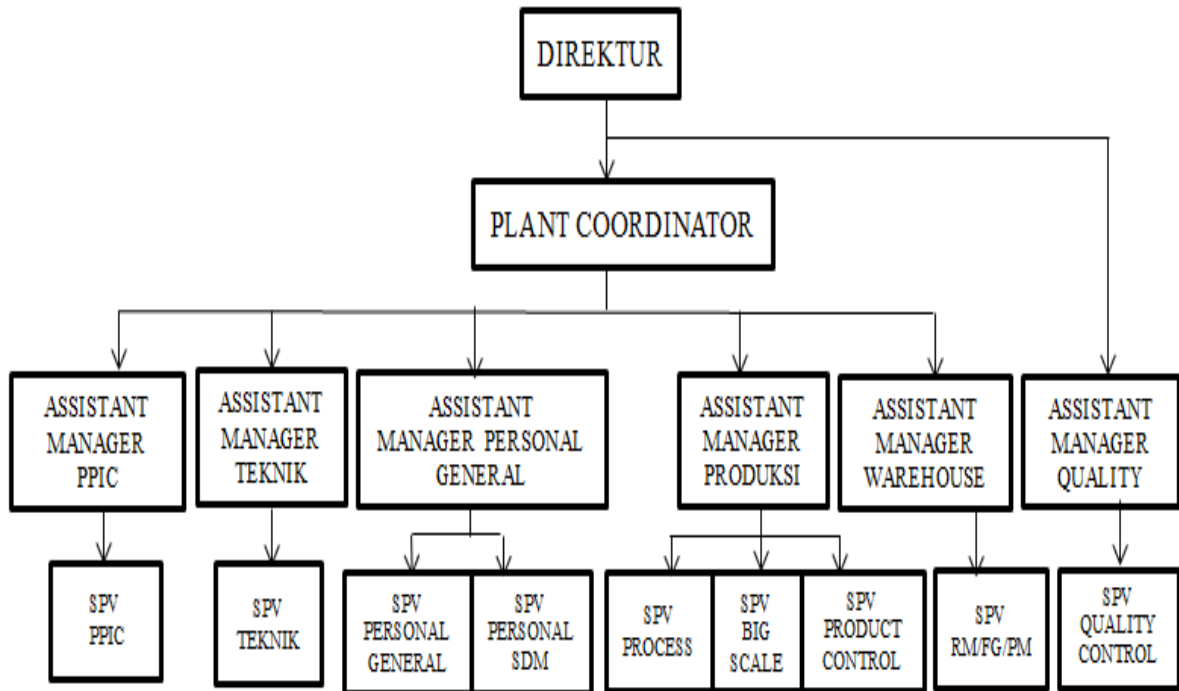 DIREKTUR
PLANT COORDINATOR
ASSISTANT
MANAGER
PPIC
ASSISTANT
MANAGER
TEKNIK
ASSISTANT
MANAGER PERSONAL
GENERAL
ASSISTANT
MANAGER
PRODUKSI
ASSISTANT
MANAGER
WAREHOUSE
ASSISTANT
MANAGER
QUALITY
SPV
PPIC
SPV
TEKNIK
SPV
PERSONAL
GENERAL
SPV
PERSONAL
SDM
SPV
PROCESS
SPV
BIG
SCALE
SPV
PRODUCT
CONTROL
SPV
RM/FG/PM
SPV
QUALITY
CONTROL